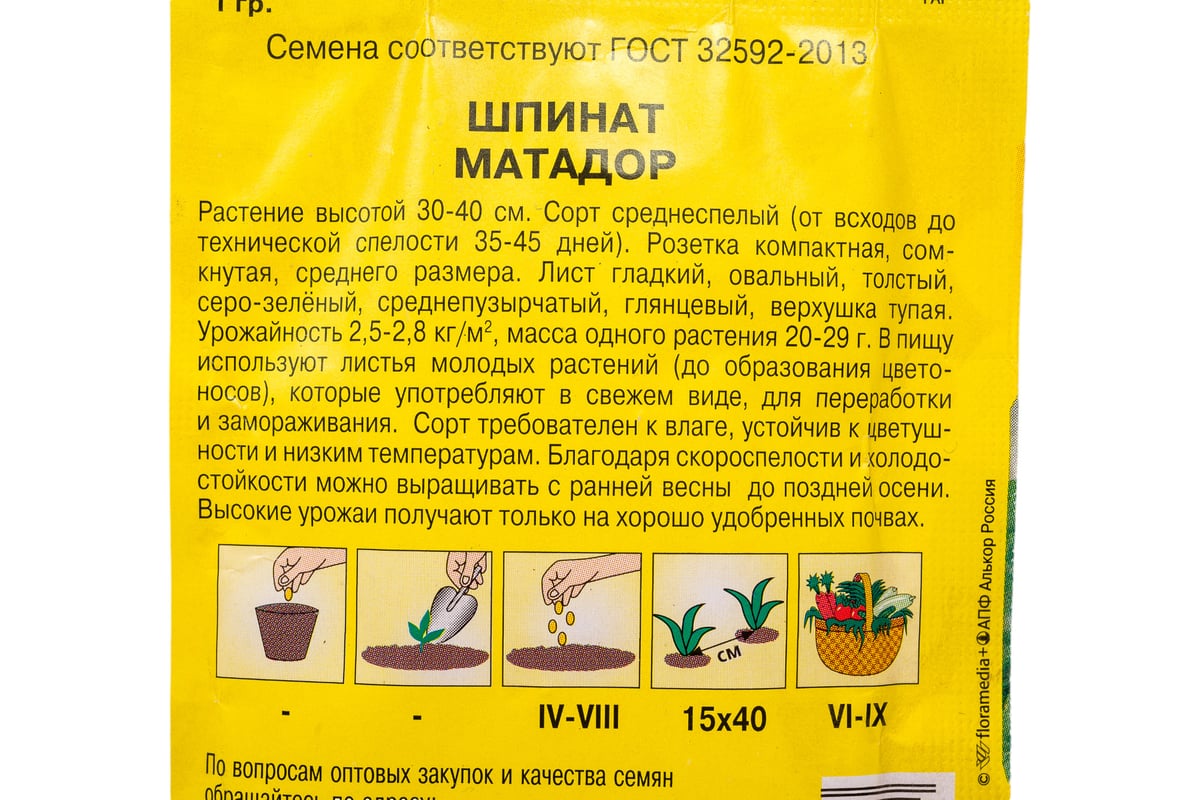 1 гр.
Семена соответствуют ГОСТ 32592-2013
ШПИНАТ
МАТАДОР
Растение высотой 30-40 см. Сорт среднеспелый (от всходов до
технической спелости 35-45 дней). Розетка компактная, сом-
кнутая, среднего размера. Лист гладкий, овальный, толстый,
серо-зелёный, среднепузырчатый, глянцевый, верхушка тупая.
Урожайность 2,5-2,8 кг/м², масса одного растения 20-29 г. В пищу
используют листья молодых растений (до образования цвето-
носов), которые употребляют в свежем виде, для переработки
и замораживания. Сорт требователен к влаге, устойчив к цветуш-
ности и низким температурам. Благодаря скороспелости и холодо-
стойкости можно выращивать с ранней весны до поздней осени.
Высокие урожаи получают только на хорошо удобренных почвах.
см
- - IV-VIII 15x40 VI-IX
По вопросам оптовых закупок и качества семян
обращайтесь по адресу:
© floramedia+ АПФ Алькор Россия